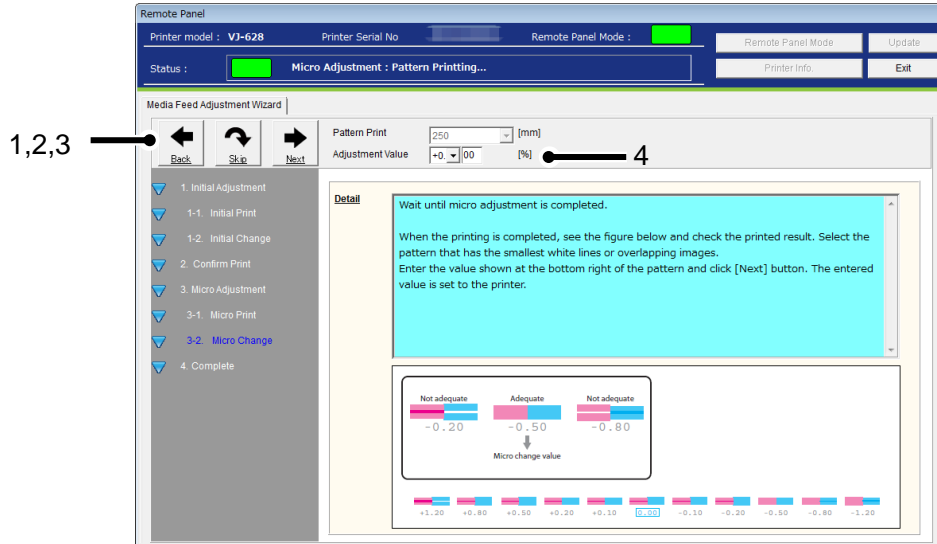 Remote Panel
Printer model : VJ-628 Printer Serial No Remote Panel Mode : Remote Panel Mode Update
Status : Micro Adjustment : Pattern Printting... Printer Info. Exit
Media Feed Adjustment Wizard
1,2,3
Back Skip Next
Pattern Print 250 [mm]
Adjustment Value +0. 00 [%] 4
1. Initial Adjustment
1-1. Initial Print
1-2. Initial Change
2. Confirm Print
3. Micro Adjustment
3-1. Micro Print
3-2. Micro Change
4. Complete
Detail
Wait until micro adjustment is completed.
When the printing is completed, see the figure below and check the printed result. Select the
pattern that has the smallest white lines or overlapping images.
Enter the value shown at the bottom right of the pattern and click [Next] button. The entered
value is set to the printer.
Not adequate Adequate Not adequate
-0.20 -0.50 -0.80
Micro change value
+1.20 +0.80 +0.50 +0.20 +0.10 0.00 -0.10 -0.20 -0.50 -0.80 -1.20